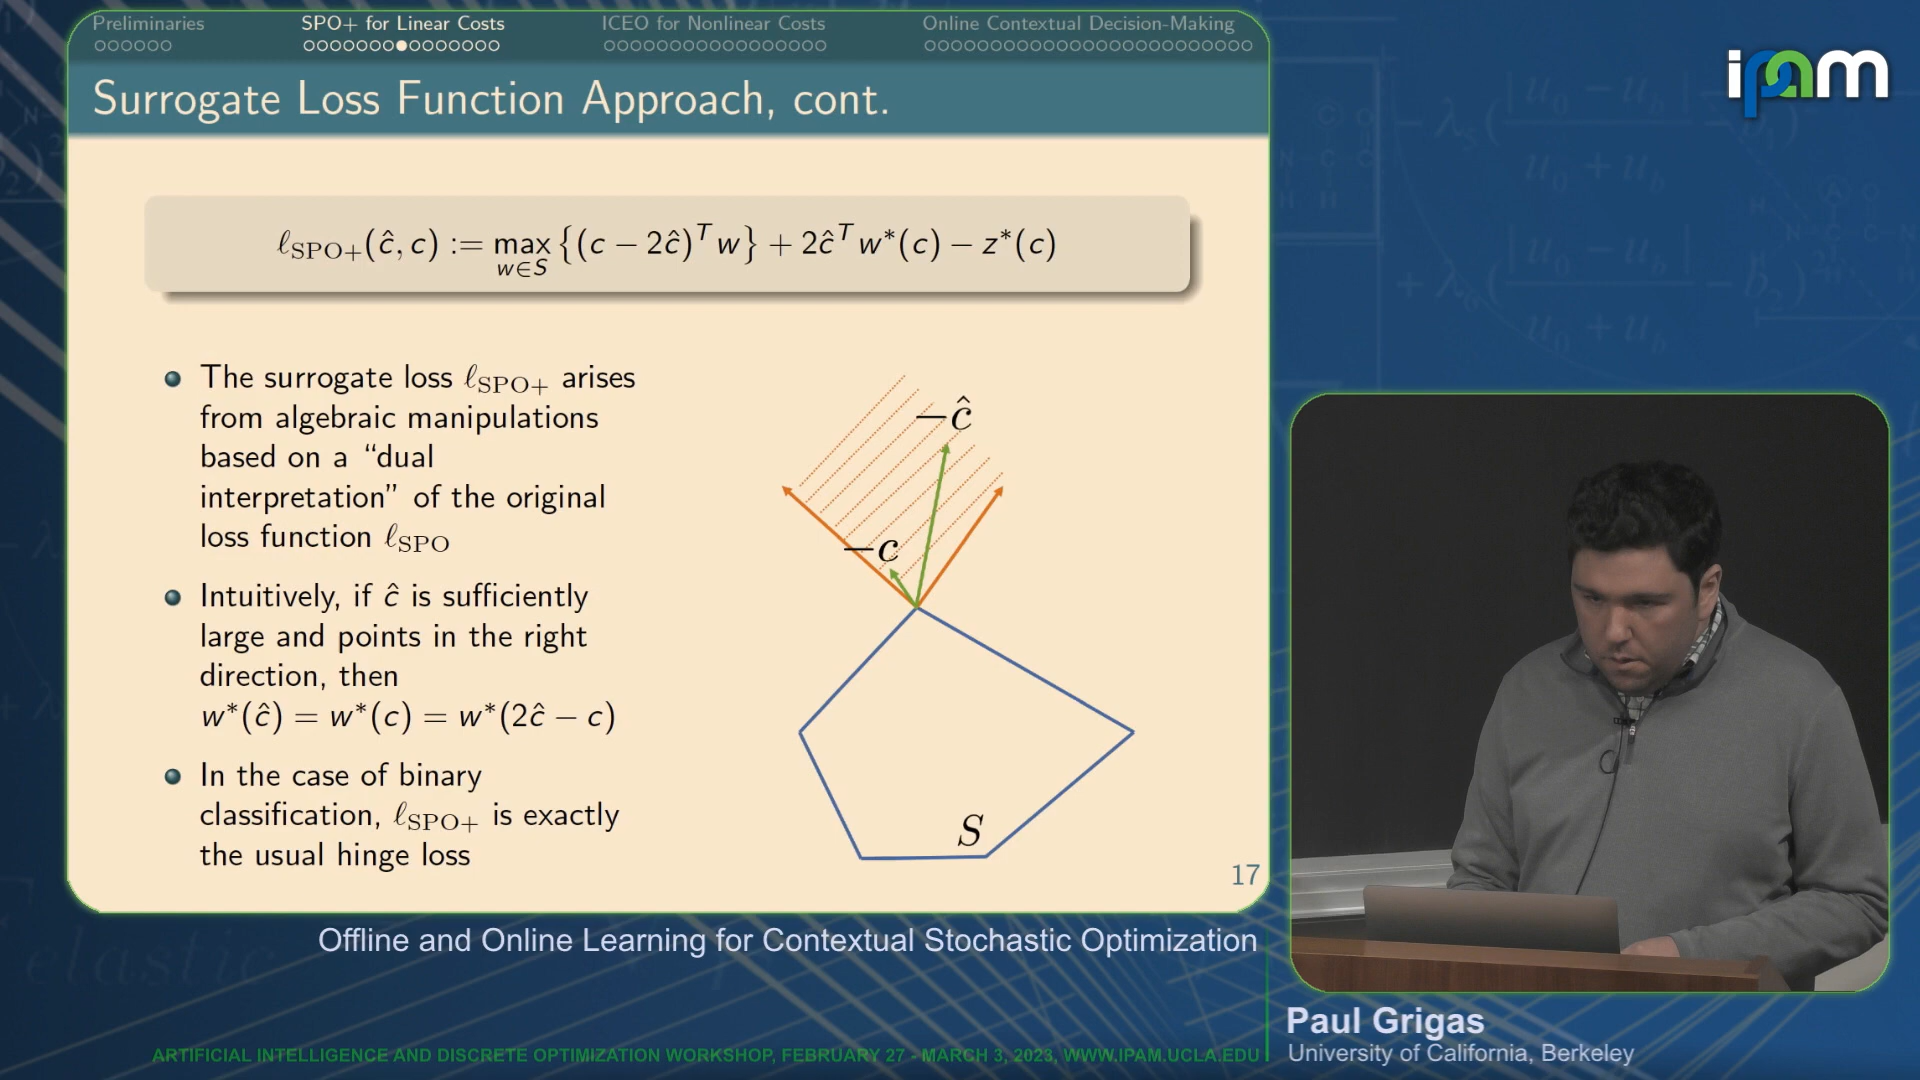 Preliminaries SPO+ for Linear Costs ICEO for Nonlinear Costs Online Contextual Decision-Making
Surrogate Loss Function Approach, cont.
ℓ_SPO+(ĉ, c) := max_{w∈S} {(c − 2ĉ)^T w} + 2ĉ^T w*(c) − z*(c)
The surrogate loss ℓ_SPO+ arises
from algebraic manipulations
based on a “dual
interpretation” of the original
loss function ℓ_SPO
Intuitively, if ĉ is sufficiently
large and points in the right
direction, then
w*(ĉ) = w*(c) = w*(2ĉ − c)
In the case of binary
classification, ℓ_SPO+ is exactly
the usual hinge loss
−ĉ
−c
S
17
ipam
Offline and Online Learning for Contextual Stochastic Optimization
Paul Grigas
University of California, Berkeley
ARTIFICIAL INTELLIGENCE AND DISCRETE OPTIMIZATION WORKSHOP, FEBRUARY 27 - MARCH 3, 2023, WWW.IPAM.UCLA.EDU
elastic